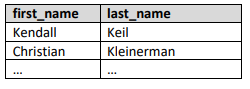 first_name last_name
Kendall Keil
Christian Kleinerman
... ...